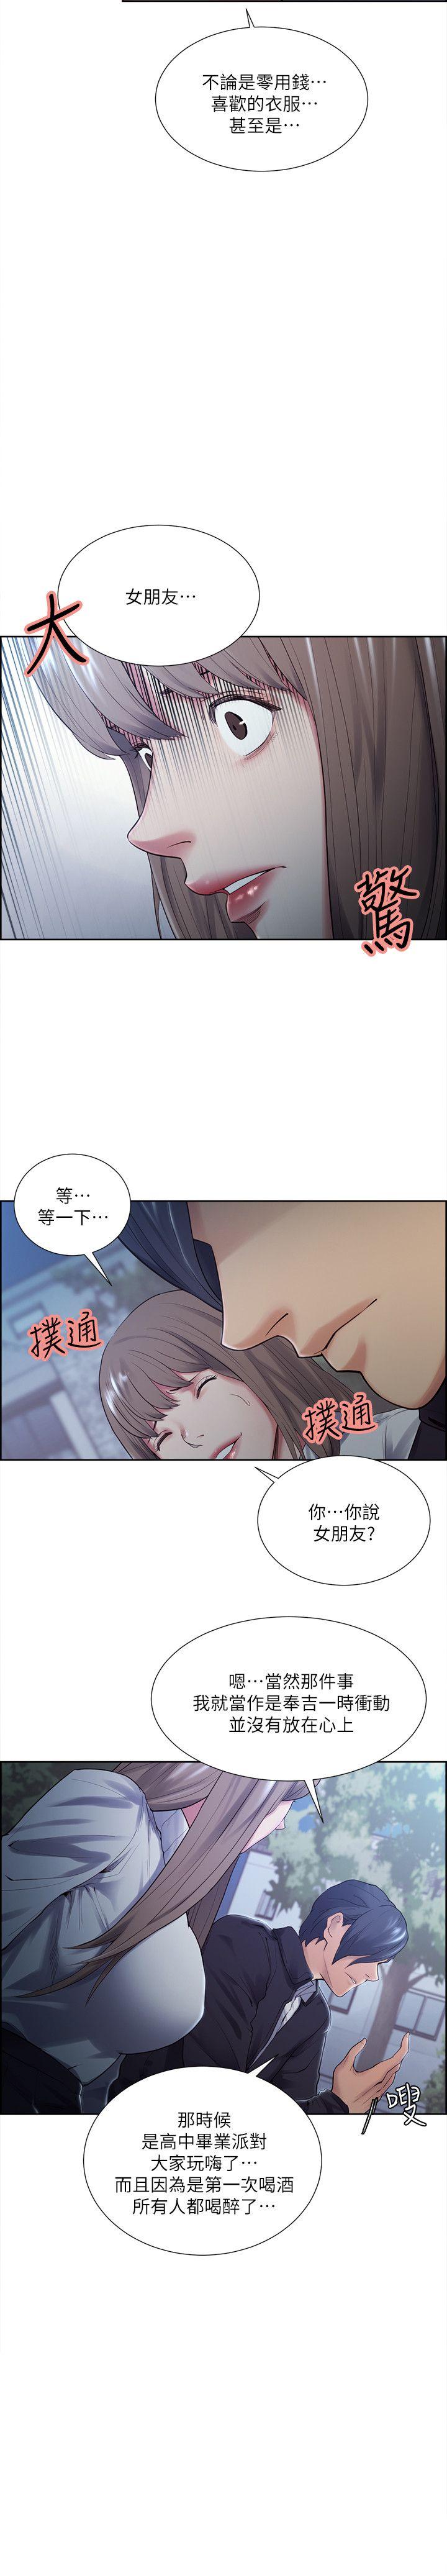 不論是零用錢…
喜歡的衣服…
甚至是…
女朋友…
大
驚
等…
等一下…
撲通
撲通
你…你說
女朋友?
嗯…當然那件事
我就當作是奉吉一時衝動
並沒有放在心上
嗖
那時候
是高中畢業派對
大家玩嗨了…
而且因為是第一次喝酒
所有人都喝醉了…